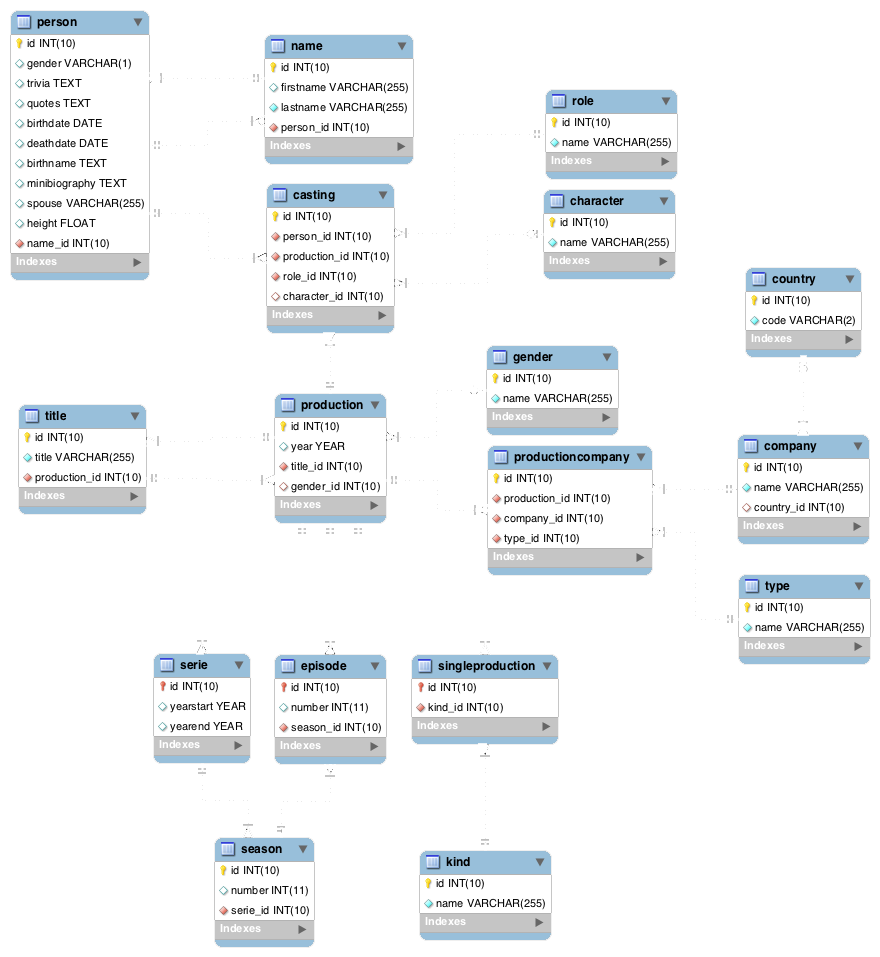 person
id INT(10)
gender VARCHAR(1)
trivia TEXT
quotes TEXT
birthdate DATE
deathdate DATE
birthname TEXT
minibiography TEXT
spouse VARCHAR(255)
height FLOAT
name_id INT(10)
Indexes
name
id INT(10)
firstname VARCHAR(255)
lastname VARCHAR(255)
person_id INT(10)
Indexes
role
id INT(10)
name VARCHAR(255)
Indexes
casting
id INT(10)
person_id INT(10)
production_id INT(10)
role_id INT(10)
character_id INT(10)
Indexes
character
id INT(10)
name VARCHAR(255)
Indexes
country
id INT(10)
code VARCHAR(2)
Indexes
gender
id INT(10)
name VARCHAR(255)
Indexes
title
id INT(10)
title VARCHAR(255)
production_id INT(10)
Indexes
production
id INT(10)
year YEAR
title_id INT(10)
gender_id INT(10)
Indexes
productioncompany
id INT(10)
production_id INT(10)
company_id INT(10)
type_id INT(10)
Indexes
company
id INT(10)
name VARCHAR(255)
country_id INT(10)
Indexes
type
id INT(10)
name VARCHAR(255)
Indexes
serie
id INT(10)
yearstart YEAR
yearend YEAR
Indexes
episode
id INT(10)
number INT(11)
season_id INT(10)
Indexes
singleproduction
id INT(10)
kind_id INT(10)
Indexes
season
id INT(10)
number INT(11)
serie_id INT(10)
Indexes
kind
id INT(10)
name VARCHAR(255)
Indexes